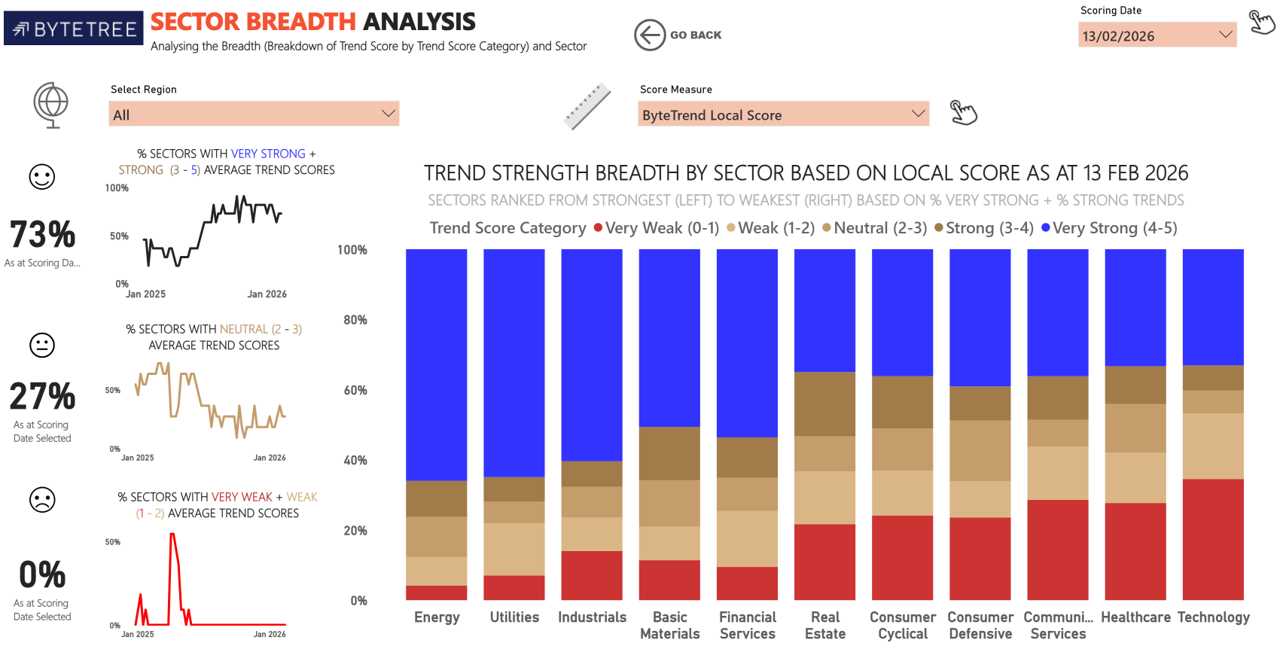 BYTETREE
SECTOR BREADTH ANALYSIS
Analysing the Breadth (Breakdown of Trend Score by Trend Score Category) and Sector
GO BACK
Scoring Date
13/02/2026
Select Region
All
Score Measure
ByteTrend Local Score
% SECTORS WITH VERY STRONG +
STRONG (3 - 5) AVERAGE TREND SCORES
100%
50%
0%
Jan 2025
Jan 2026
73%
As at Scoring Da...
% SECTORS WITH NEUTRAL (2 - 3)
AVERAGE TREND SCORES
50%
0%
Jan 2025
Jan 2026
27%
As at Scoring
Date Selected
% SECTORS WITH VERY WEAK + WEAK
(1 - 2) AVERAGE TREND SCORES
50%
0%
Jan 2025
Jan 2026
0%
As at Scoring
Date Selected
TREND STRENGTH BREADTH BY SECTOR BASED ON LOCAL SCORE AS AT 13 FEB 2026
SECTORS RANKED FROM STRONGEST (LEFT) TO WEAKEST (RIGHT) BASED ON % VERY STRONG + % STRONG TRENDS
Trend Score Category Very Weak (0-1) Weak (1-2) Neutral (2-3) Strong (3-4) Very Strong (4-5)
100%
80%
60%
40%
20%
0%
Energy
Utilities
Industrials
Basic
Materials
Financial
Services
Real
Estate
Consumer
Cyclical
Consumer
Defensive
Communi...
Services
Healthcare
Technology